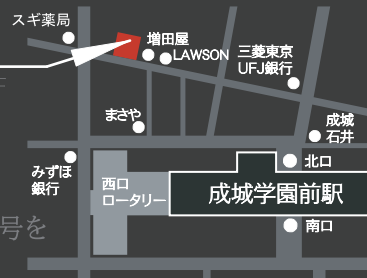 スギ薬局
増田屋
LAWSON
三菱東京
UFJ銀行
まさや
成城
石井
みずほ
銀行
西口
ロータリー
北口
成城学園前駅
南口
号を